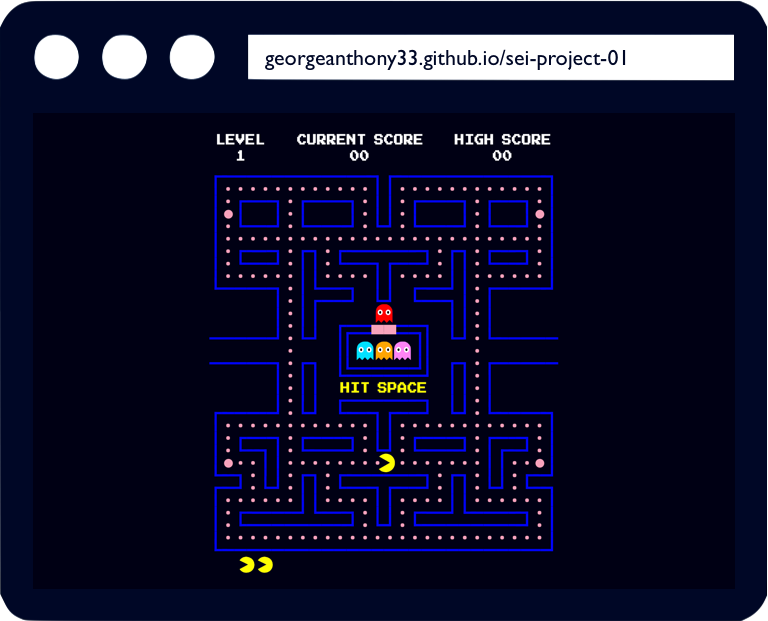 georgeanthony33.github.io/sei-project-01
LEVEL CURRENT SCORE HIGH SCORE
1 00 00
HIT SPACE